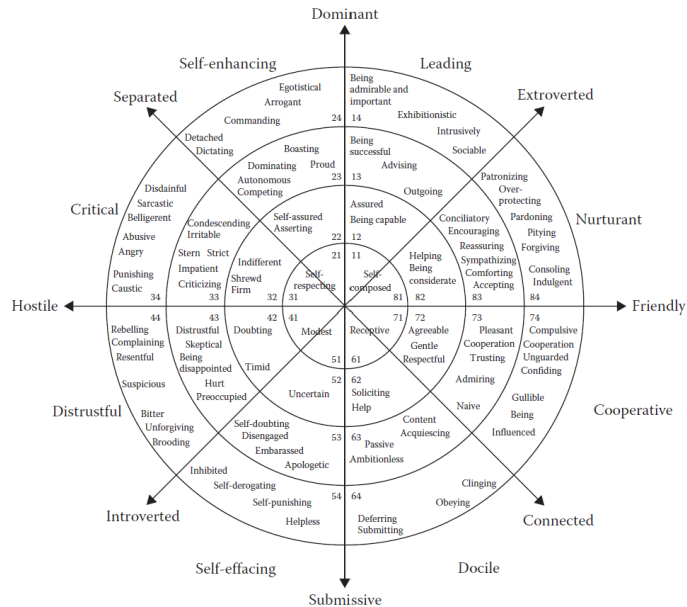 Dominant
Self-enhancing
Leading
Separated
Extroverted
Egotistical
Arrogant
Commanding
24
14
Being
admirable and
important
Exhibitionistic
Intrusively
Sociable
Detached
Dictating
Boasting
Proud
Dominating
Autonomous
Competing
23
13
Being
successful
Advising
Outgoing
Patronizing
Over-
protecting
Pardoning
Pitying
Forgiving
Consoling
Indulgent
Critical
Nurturant
Disdainful
Sarcastic
Belligerent
Abusive
Angry
Punishing
Caustic
34
Condescending
Irritable
Stern Strict
Impatient
Criticizing
33
Self-assured
Asserting
22
12
Assured
Being capable
Conciliatory
Encouraging
Reassuring
Sympathizing
Comforting
Accepting
Indifferent
Shrewd
Firm
32
21
11
Self-
respecting
31
Self-
composed
81
Helping
Being
considerate
82
83
84
Hostile
Friendly
44
43
42
41
71
72
73
74
Rebelling
Complaining
Resentful
Suspicious
Bitter
Unforgiving
Brooding
Distrustful
Skeptical
Being
disappointed
Hurt
Preoccupied
Doubting
Timid
Modest
Receptive
51
61
Agreeable
Gentle
Respectful
Pleasant
Cooperation
Trusting
Admiring
Naive
Compulsive
Cooperation
Unguarded
Confiding
Gullible
Being
Influenced
Distrustful
Cooperative
Uncertain
52
62
Soliciting
Help
Self-doubting
Disengaged
Embarassed
Apologetic
53
63
Content
Acquiescing
Passive
Ambitionless
Inhibited
Self-derogating
Self-punishing
Helpless
54
64
Clinging
Obeying
Deferring
Submitting
Introverted
Connected
Self-effacing
Docile
Submissive